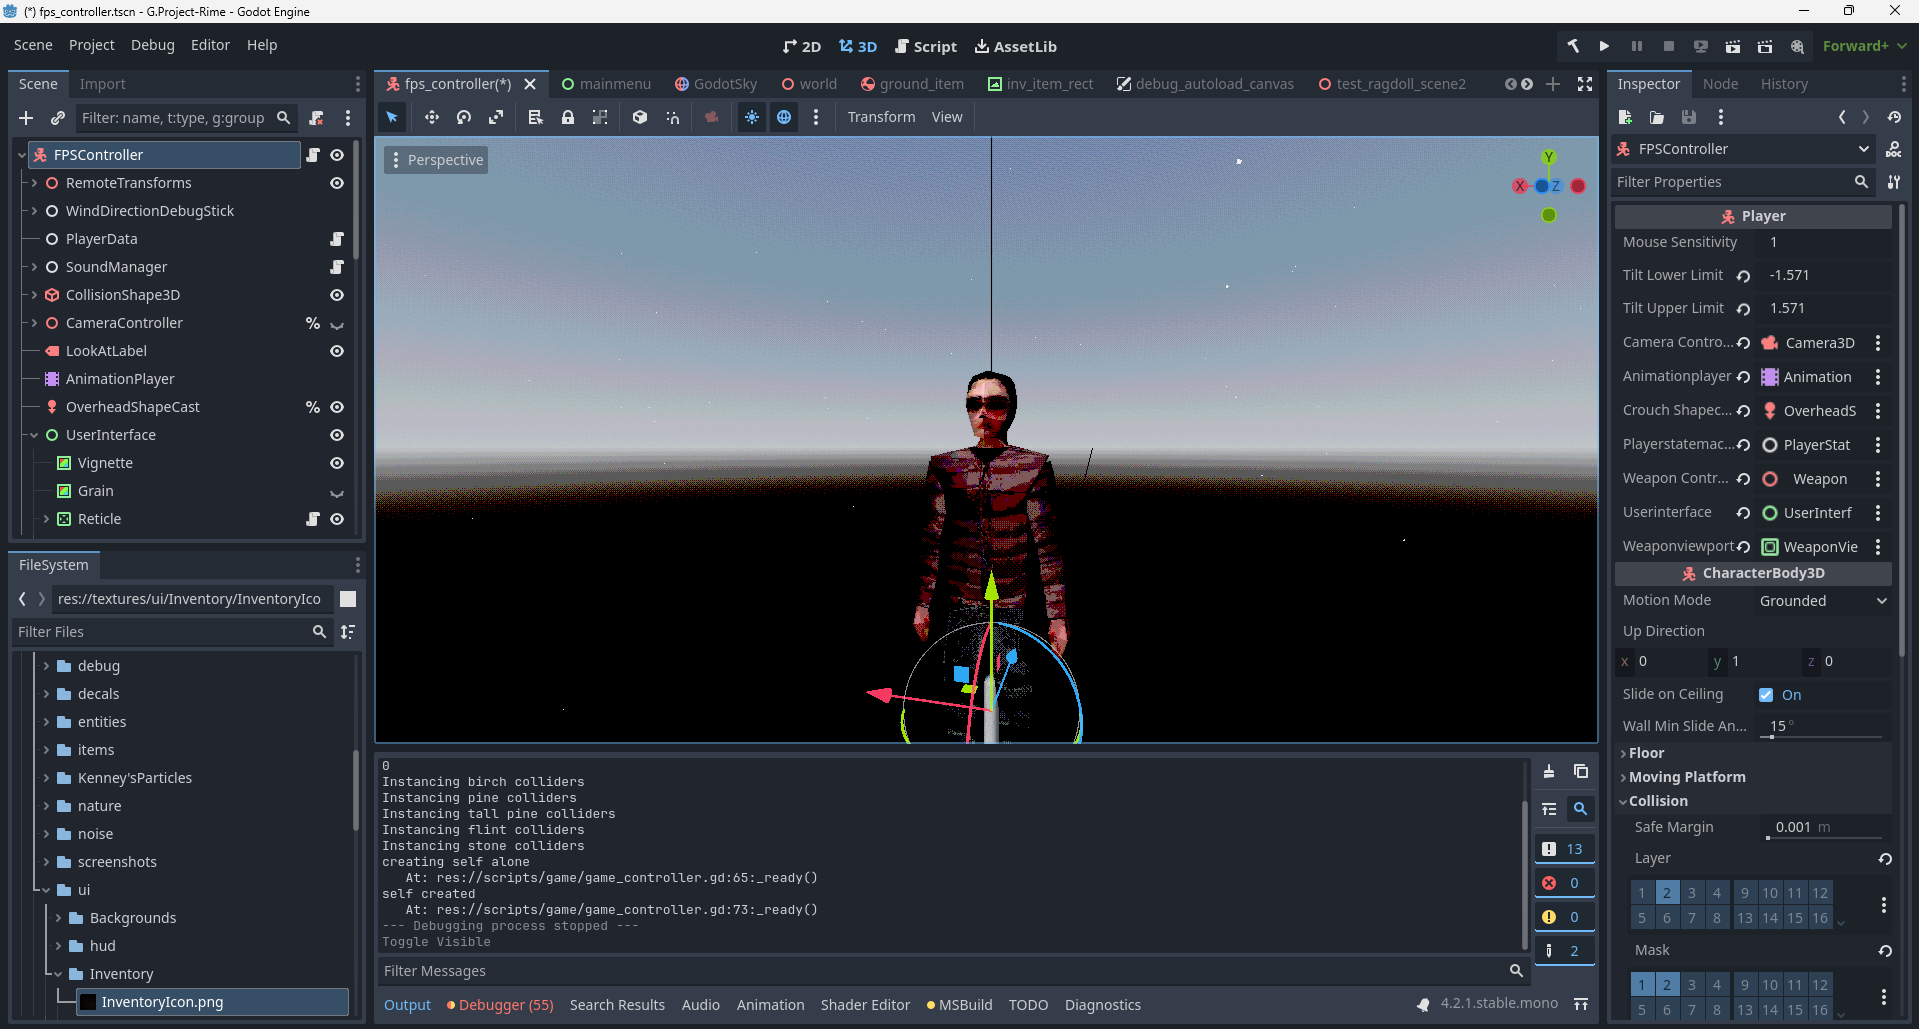 (*) fps_controller.tscn - G.Project-Rime - Godot Engine
Scene Project Debug Editor Help
2D 3D Script AssetLib
Forward+
Scene Import
Filter: name, t:type, g:group
FPSController
RemoteTransforms
WindDirectionDebugStick
PlayerData
SoundManager
CollisionShape3D
CameraController
LookAtLabel
AnimationPlayer
OverheadShapeCast
UserInterface
Vignette
Grain
Reticle
FileSystem
res://textures/ui/Inventory/InventoryIco
Filter Files
debug
decals
entities
items
Kenney'sParticles
nature
noise
screenshots
ui
Backgrounds
hud
Inventory
InventoryIcon.png
fps_controller(*) mainmenu GodotSky world ground_item inv_item_rect debug_autoload_canvas test_ragdoll_scene2
Transform View
Perspective
Y
X Z
0
Instancing birch colliders
Instancing pine colliders
Instancing tall pine colliders
Instancing flint colliders
Instancing stone colliders
creating self alone
At: res://scripts/game/game_controller.gd:65:_ready()
self created
At: res://scripts/game/game_controller.gd:73:_ready()
--- Debugging process stopped ---
Toggle Visible
13
0
0
2
Filter Messages
Output Debugger (55) Search Results Audio Animation Shader Editor MSBuild TODO Diagnostics
4.2.1.stable.mono
Inspector Node History
FPSController
DOC
Filter Properties
Player
Mouse Sensitivity 1
Tilt Lower Limit -1.571
Tilt Upper Limit 1.571
Camera Contro... Camera3D
Animationplayer Animation
Crouch Shapec... OverheadS
Playerstatemac... PlayerStat
Weapon Contr... Weapon
Userinterface UserInterf
Weaponviewport WeaponVie
CharacterBody3D
Motion Mode Grounded
Up Direction
x 0 y 1 z 0
Slide on Ceiling On
Wall Min Slide An... 15 °
Floor
Moving Platform
Collision
Safe Margin 0.001 m
Layer
1 2 3 4 9 10 11 12
5 6 7 8 13 14 15 16
Mask
1 2 3 4 9 10 11 12
5 6 7 8 13 14 15 16